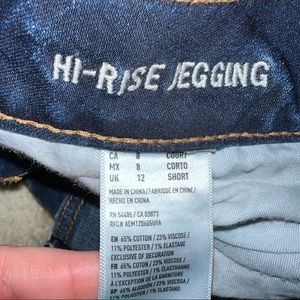 HI-RISE JEGGING
CA 8 COURT
MX 8 CORTO
UK 12 SHORT
MADE IN CHINA/FABRIQUÉ EN CHINE/
HECHO EN CHINA
RN 54485 / CA 03873
EN 65% COTTON / 23% VISCOSE /
11% POLYESTER / 1% ELASTANE
EXCLUSIVE OF DECORATION
FR 65% COTON / 23% VISCOSE /
11% POLYESTER / 1% ÉLASTHANNE
À L'EXCEPTION DE LA GARNITURE